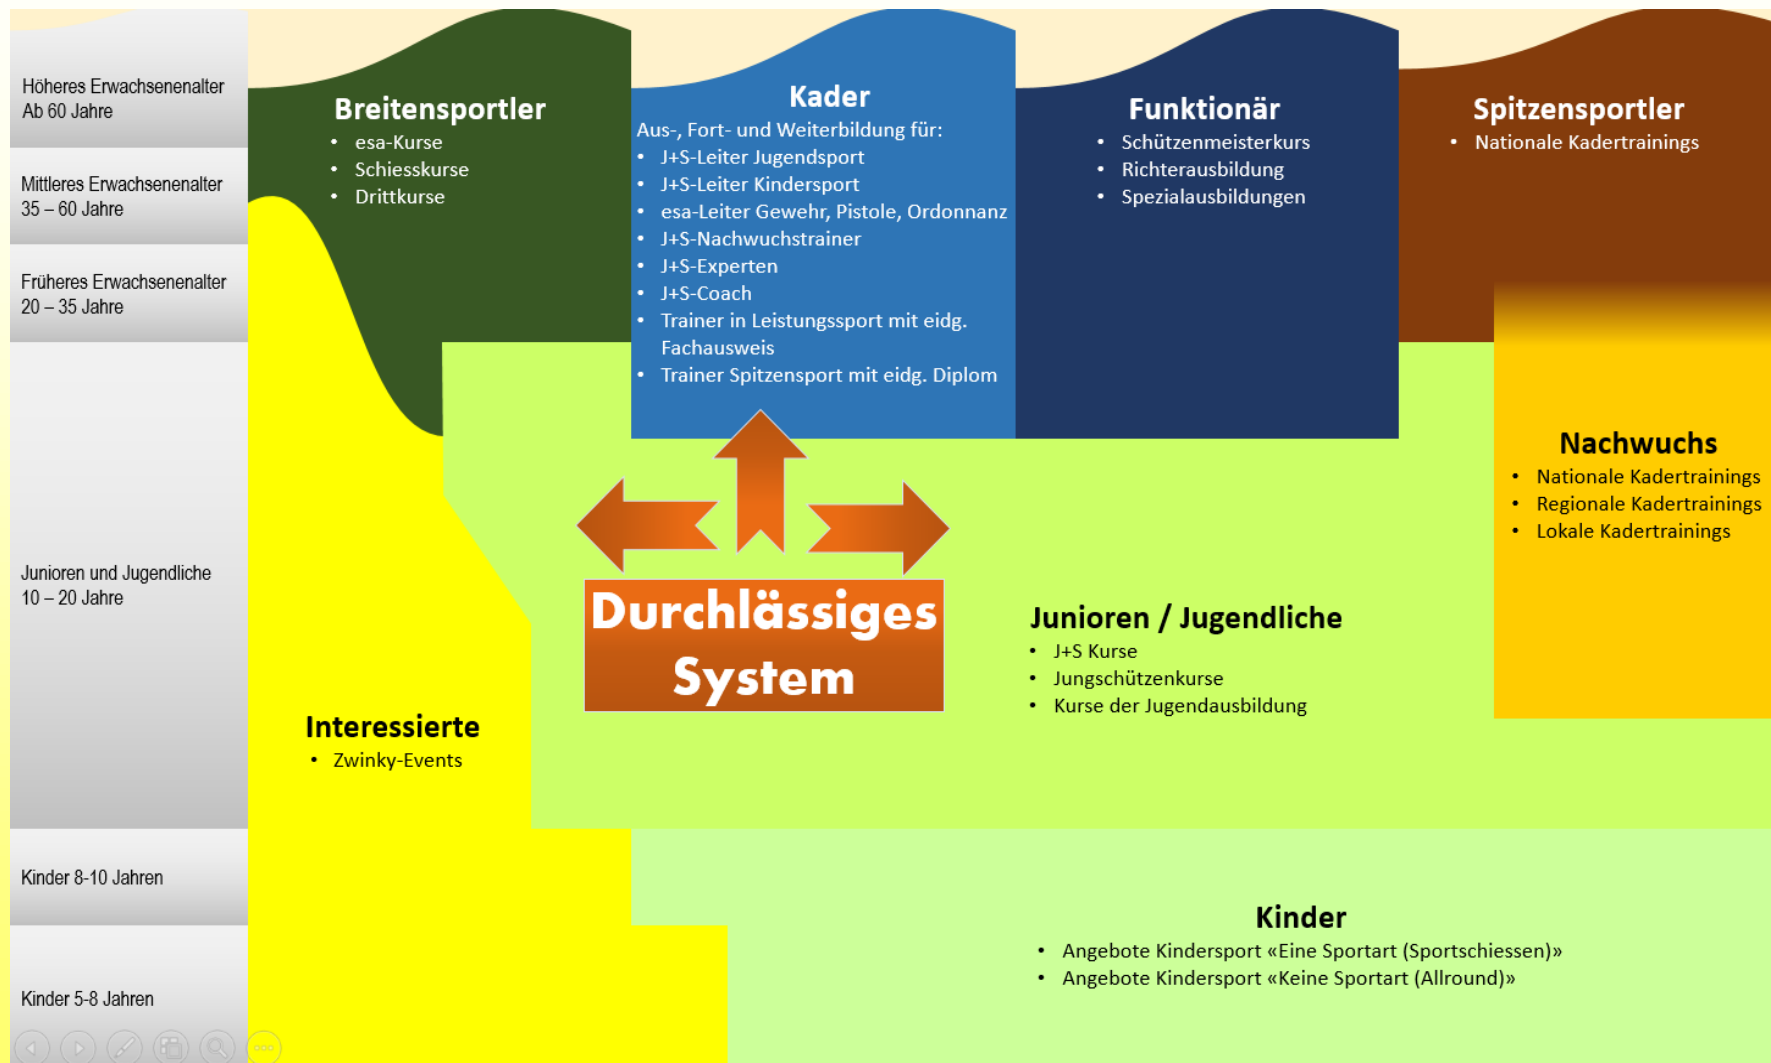 Höheres Erwachsenenalter
Ab 60 Jahre
Mittleres Erwachsenenalter
35 – 60 Jahre
Früheres Erwachsenenalter
20 – 35 Jahre
Junioren und Jugendliche
10 – 20 Jahre
Kinder 8-10 Jahren
Kinder 5-8 Jahren
Breitensportler
• esa-Kurse
• Schiesskurse
• Drittkurse
Kader
Aus-, Fort- und Weiterbildung für:
• J+S-Leiter Jugendsport
• J+S-Leiter Kindersport
• esa-Leiter Gewehr, Pistole, Ordonnanz
• J+S-Nachwuchstrainer
• J+S-Experten
• J+S-Coach
• Trainer in Leistungssport mit eidg.
Fachausweis
• Trainer Spitzensport mit eidg. Diplom
Funktionär
• Schützenmeisterkurs
• Richterausbildung
• Spezialausbildungen
Spitzensportler
• Nationale Kadertrainings
Nachwuchs
• Nationale Kadertrainings
• Regionale Kadertrainings
• Lokale Kadertrainings
Durchlässiges
System
Junioren / Jugendliche
• J+S Kurse
• Jungschützenkurse
• Kurse der Jugendausbildung
Interessierte
• Zwinky-Events
Kinder
• Angebote Kindersport «Eine Sportart (Sportschiessen)»
• Angebote Kindersport «Keine Sportart (Allround)»